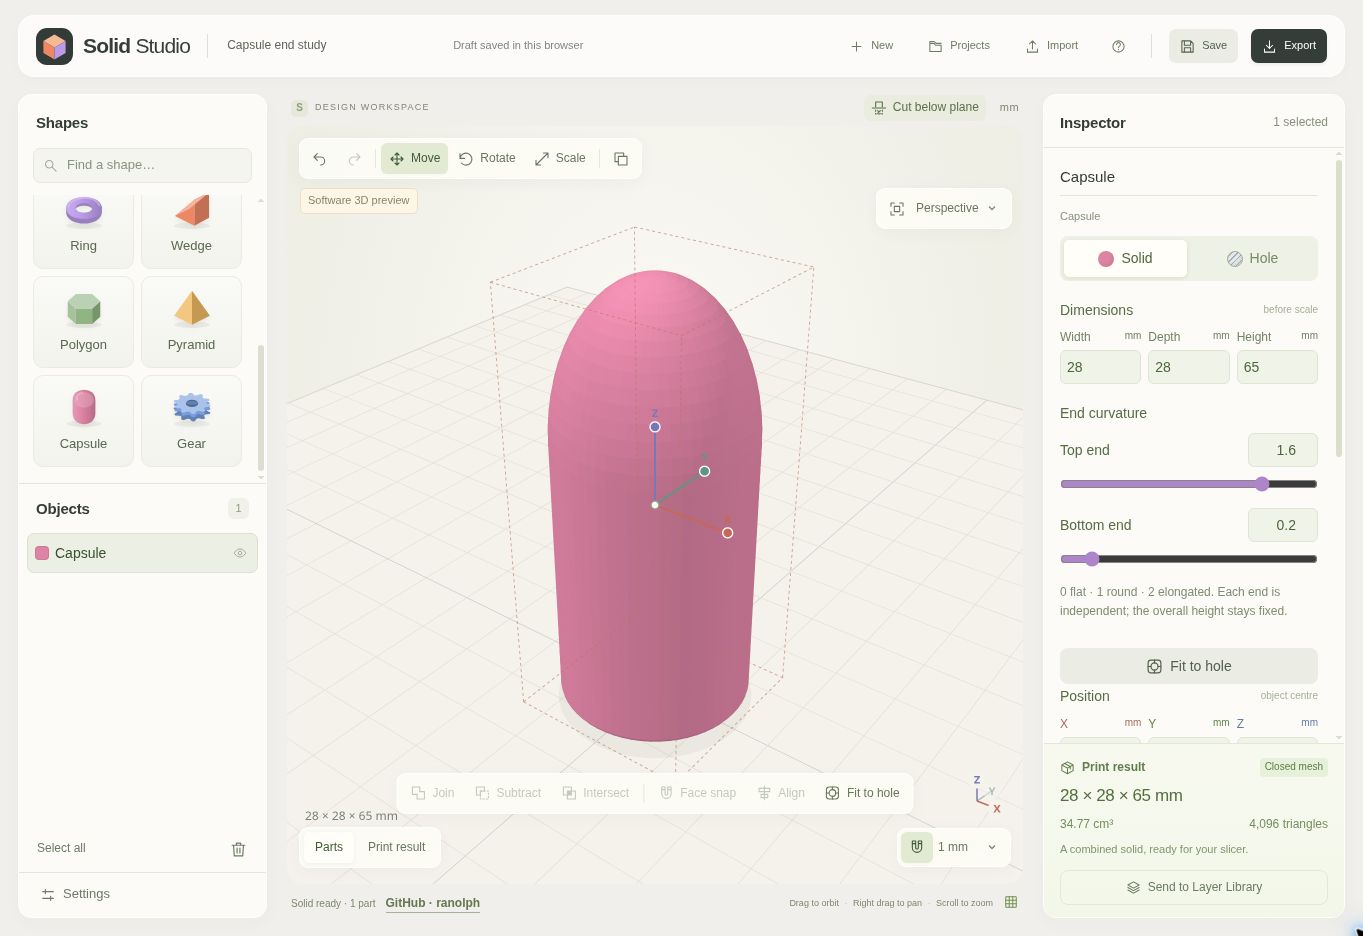 Solid Studio
Capsule end study
Draft saved in this browser
New
Projects
Import
Save
Export
Shapes
Find a shape…
Ring
Wedge
Polygon
Pyramid
Capsule
Gear
Objects
1
Capsule
Select all
Settings
S
DESIGN WORKSPACE
Cut below plane
mm
Move
Rotate
Scale
Software 3D preview
Perspective
Z
Join
Subtract
Intersect
Face snap
Align
Fit to hole
Z
Y
X
28 × 28 × 65 mm
Parts
Print result
1 mm
Solid ready · 1 part
GitHub · ranolph
Drag to orbit · Right drag to pan · Scroll to zoom
Inspector
1 selected
Capsule
Capsule
Solid
Hole
Dimensions
before scale
Width mm Depth mm Height mm
28 28 65
End curvature
Top end 1.6
Bottom end 0.2
0 flat · 1 round · 2 elongated. Each end is
independent; the overall height stays fixed.
Fit to hole
Position
object centre
X mm Y mm Z mm
Print result
Closed mesh
28 × 28 × 65 mm
34.77 cm³
4,096 triangles
A combined solid, ready for your slicer.
Send to Layer Library